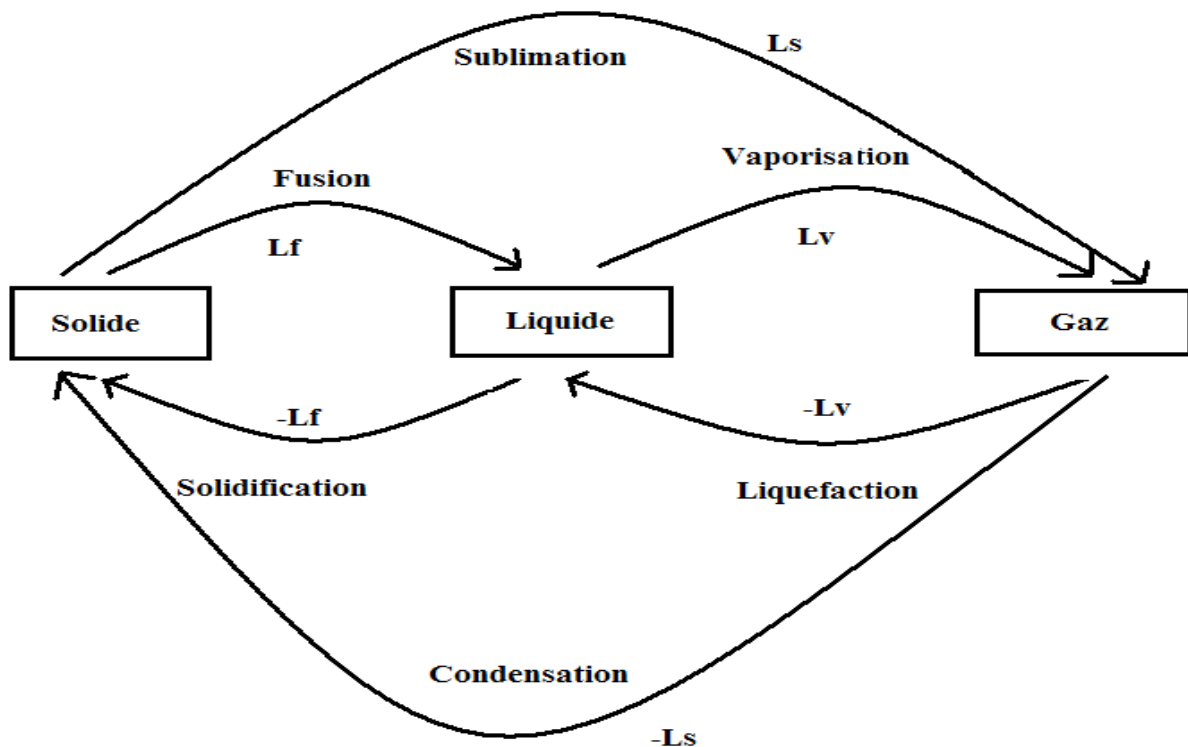 Ls
Sublimation
Vaporisation
Fusion
Lf
Lv
Solide
Liquide
Gaz
-Lf
-Lv
Solidification
Liquefaction
Condensation
-Ls